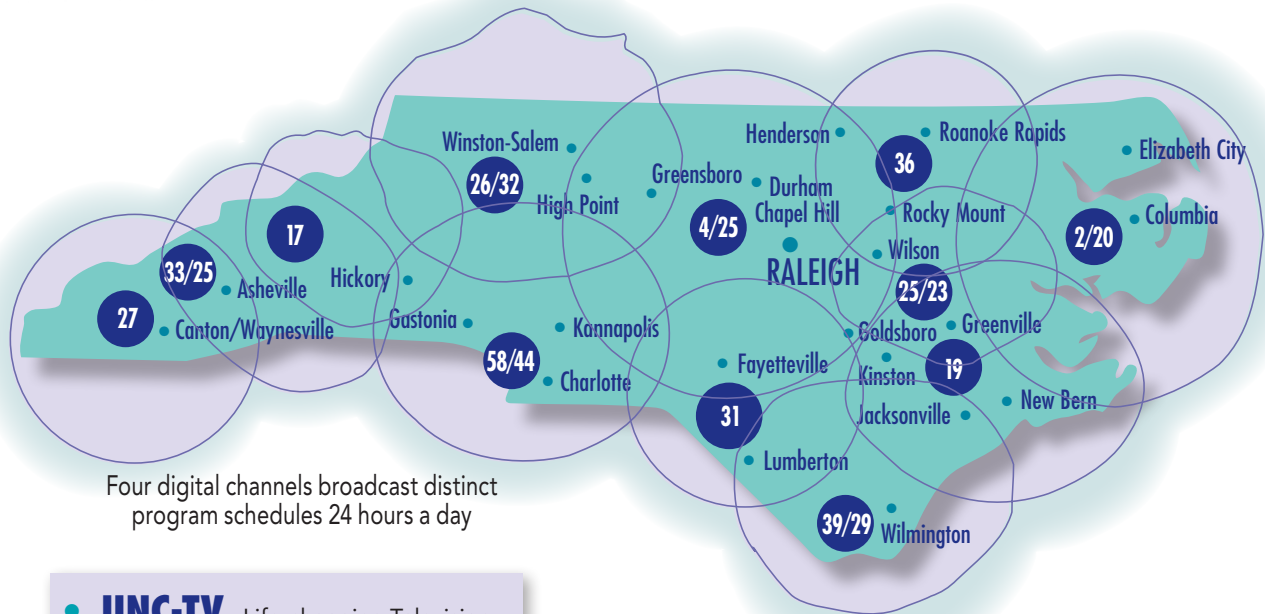 Winston-Salem
26/32
High Point
Greensboro
4/25
Durham
Chapel Hill
RALEIGH
Henderson
36
Roanoke Rapids
Rocky Mount
Wilson
25/23
Elizabeth City
2/20
Columbia
17
33/25
Asheville
Hickory
27
Canton/Waynesville
Gastonia
Kannapolis
58/44
Charlotte
Fayetteville
31
Lumberton
Goldsboro
Greenville
Kinston
19
Jacksonville
New Bern
39/29
Wilmington
Four digital channels broadcast distinct
program schedules 24 hours a day
UNC-TV